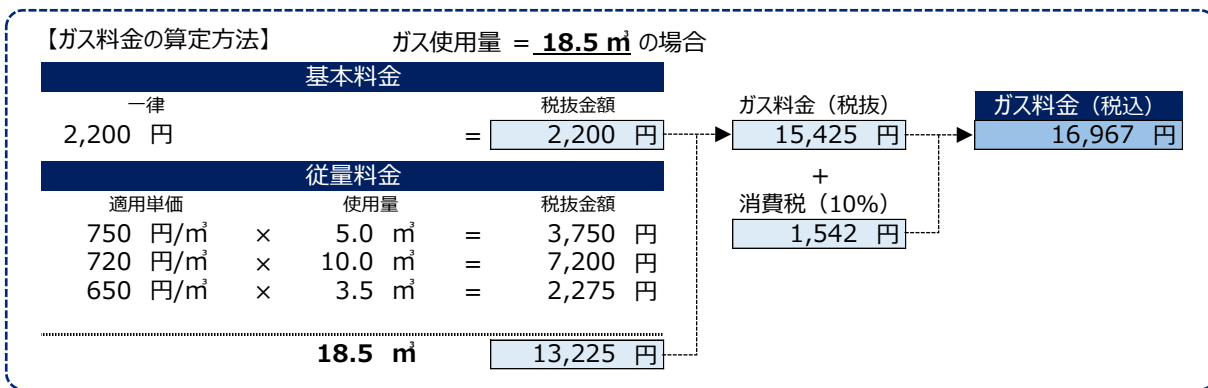 【ガス料金の算定方法】 ガス使用量 = 18.5 ㎥ の場合
基本料金
一律 税抜金額
2,200 円 = 2,200 円
従量料金
適用単価 使用量 税抜金額
750 円/㎥ × 5.0 ㎥ = 3,750 円
720 円/㎥ × 10.0 ㎥ = 7,200 円
650 円/㎥ × 3.5 ㎥ = 2,275 円
18.5 ㎥ 13,225 円
ガス料金（税抜）
15,425 円
+
消費税（10%）
1,542 円
ガス料金（税込）
16,967 円